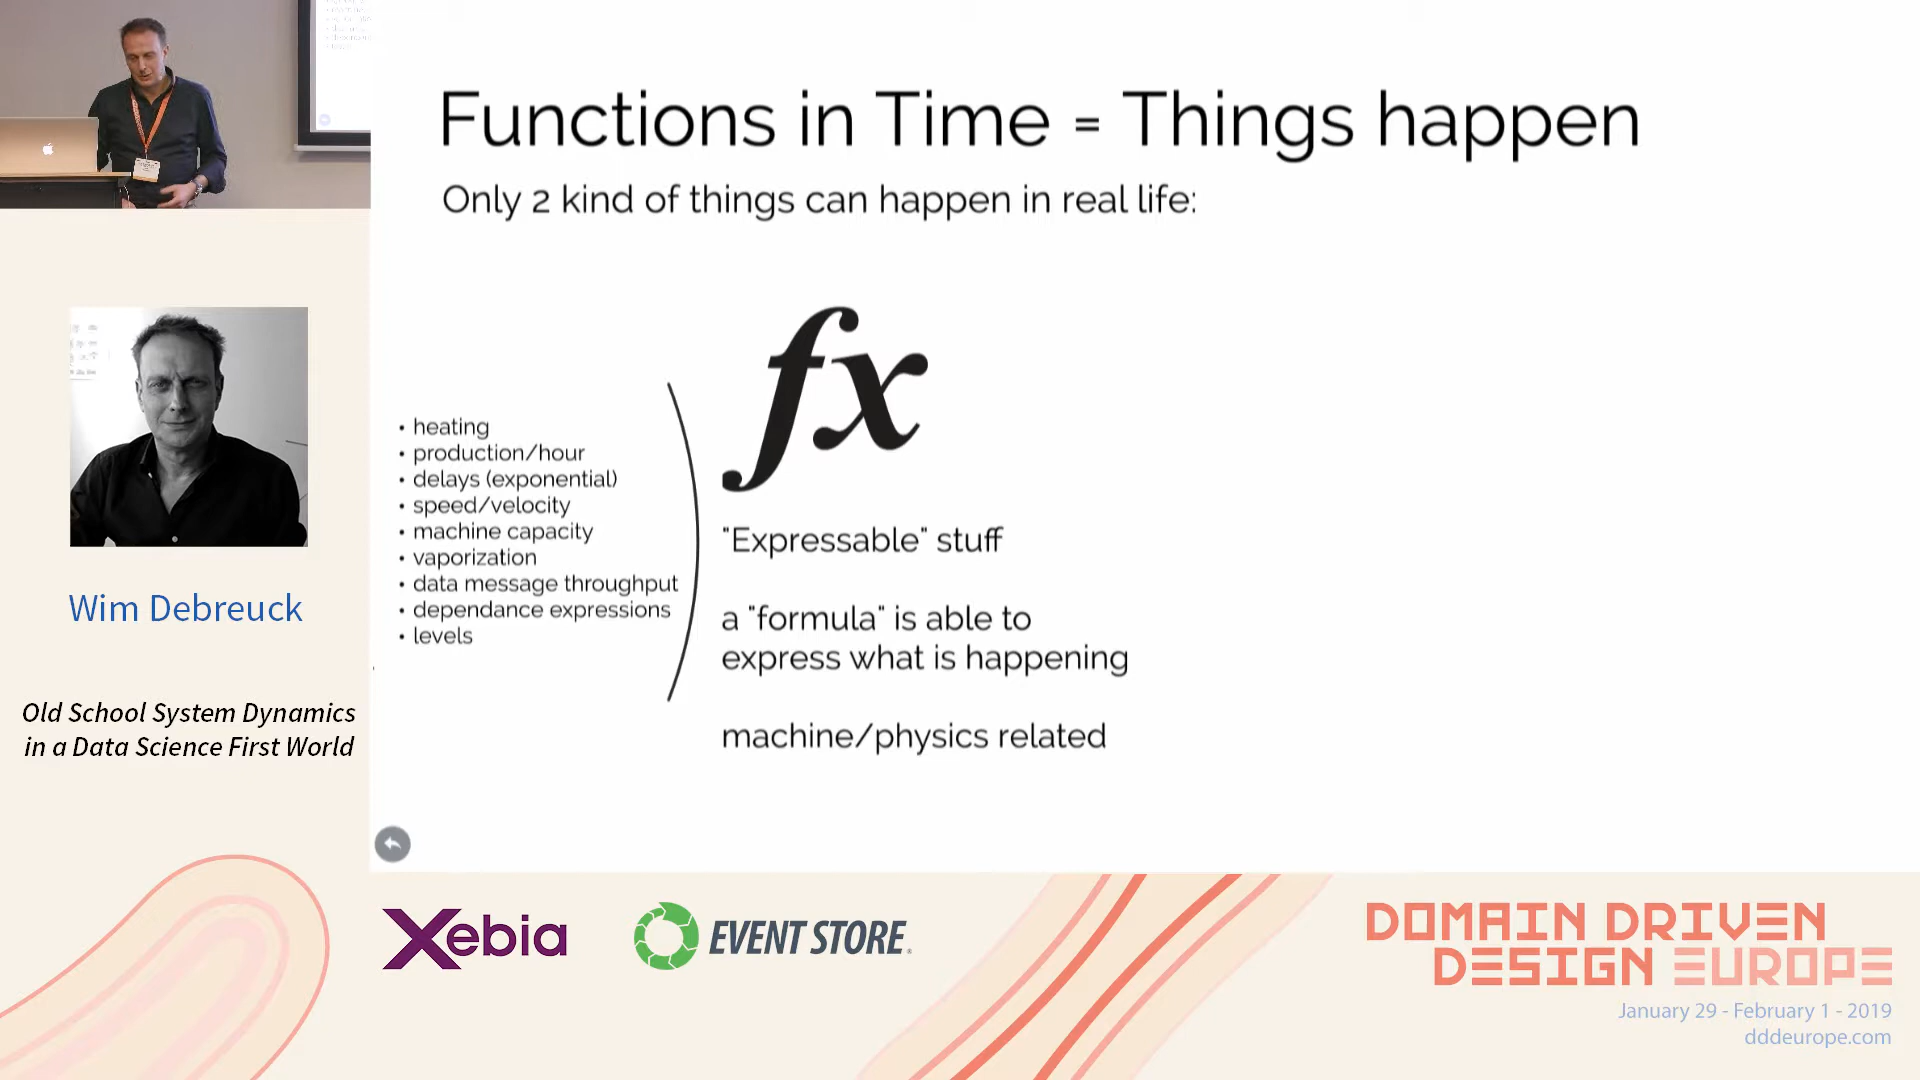 Functions in Time = Things happen
Only 2 kind of things can happen in real life:
fx
• heating
• production/hour
• delays (exponential)
• speed/velocity
• machine capacity
• vaporization
• data message throughput
• dependance expressions
• levels
"Expressable" stuff
a "formula" is able to
express what is happening
machine/physics related
Wim Debreuck
Old School System Dynamics
in a Data Science First World
Xebia
EVENT STORE
DOMAIN DRIVEN
DESIGN EUROPE
January 29 - February 1 - 2019
dddeurope.com